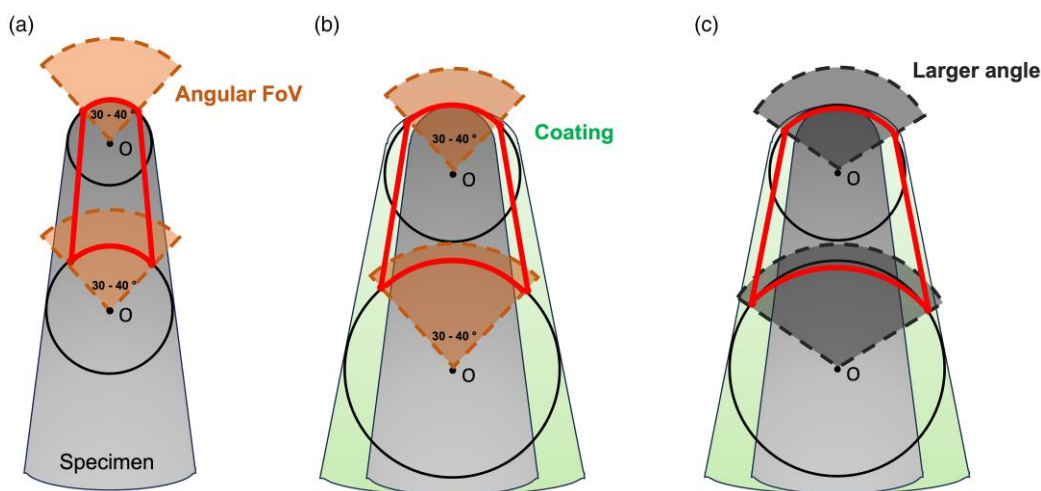 (a)
Angular FoV
30 - 40 °
O
30 - 40 °
O
Specimen
(b)
Coating
30 - 40 °
O
30 - 40 °
O
(c)
Larger angle
O
O